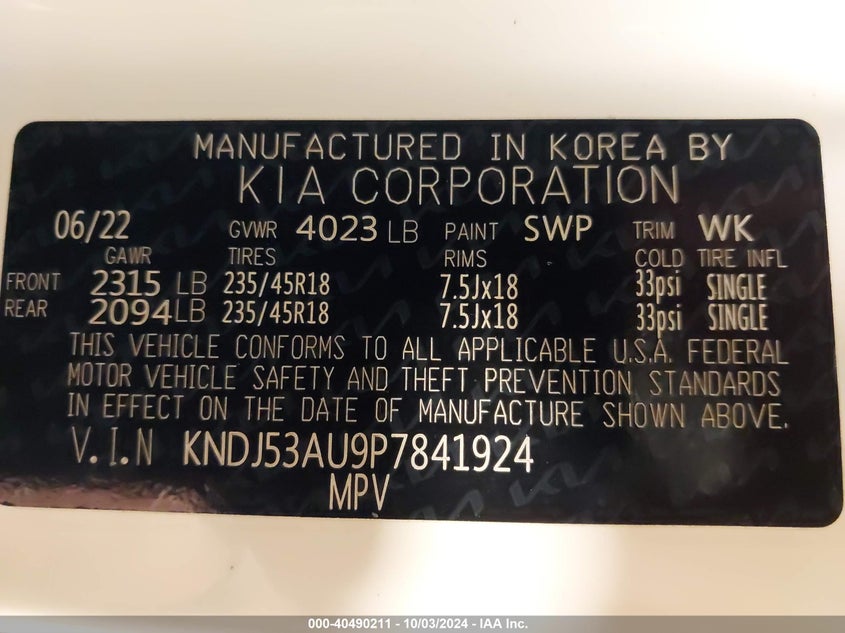 MANUFACTURED IN KOREA BY
KIA CORPORATION
06/22 GVWR 4023 LB PAINT SWP TRIM WK
GAWR TIRES RIMS COLD TIRE INFL
FRONT 2315 LB 235/45R18 7.5Jx18 33psi SINGLE
REAR 2094 LB 235/45R18 7.5Jx18 33psi SINGLE
THIS VEHICLE CONFORMS TO ALL APPLICABLE U.S.A. FEDERAL
MOTOR VEHICLE SAFETY AND THEFT PREVENTION STANDARDS
IN EFFECT ON THE DATE OF MANUFACTURE SHOWN ABOVE.
V.I.N KNDJ53AU9P7841924
MPV
000-40490211 - 10/03/2024 - IAA Inc.